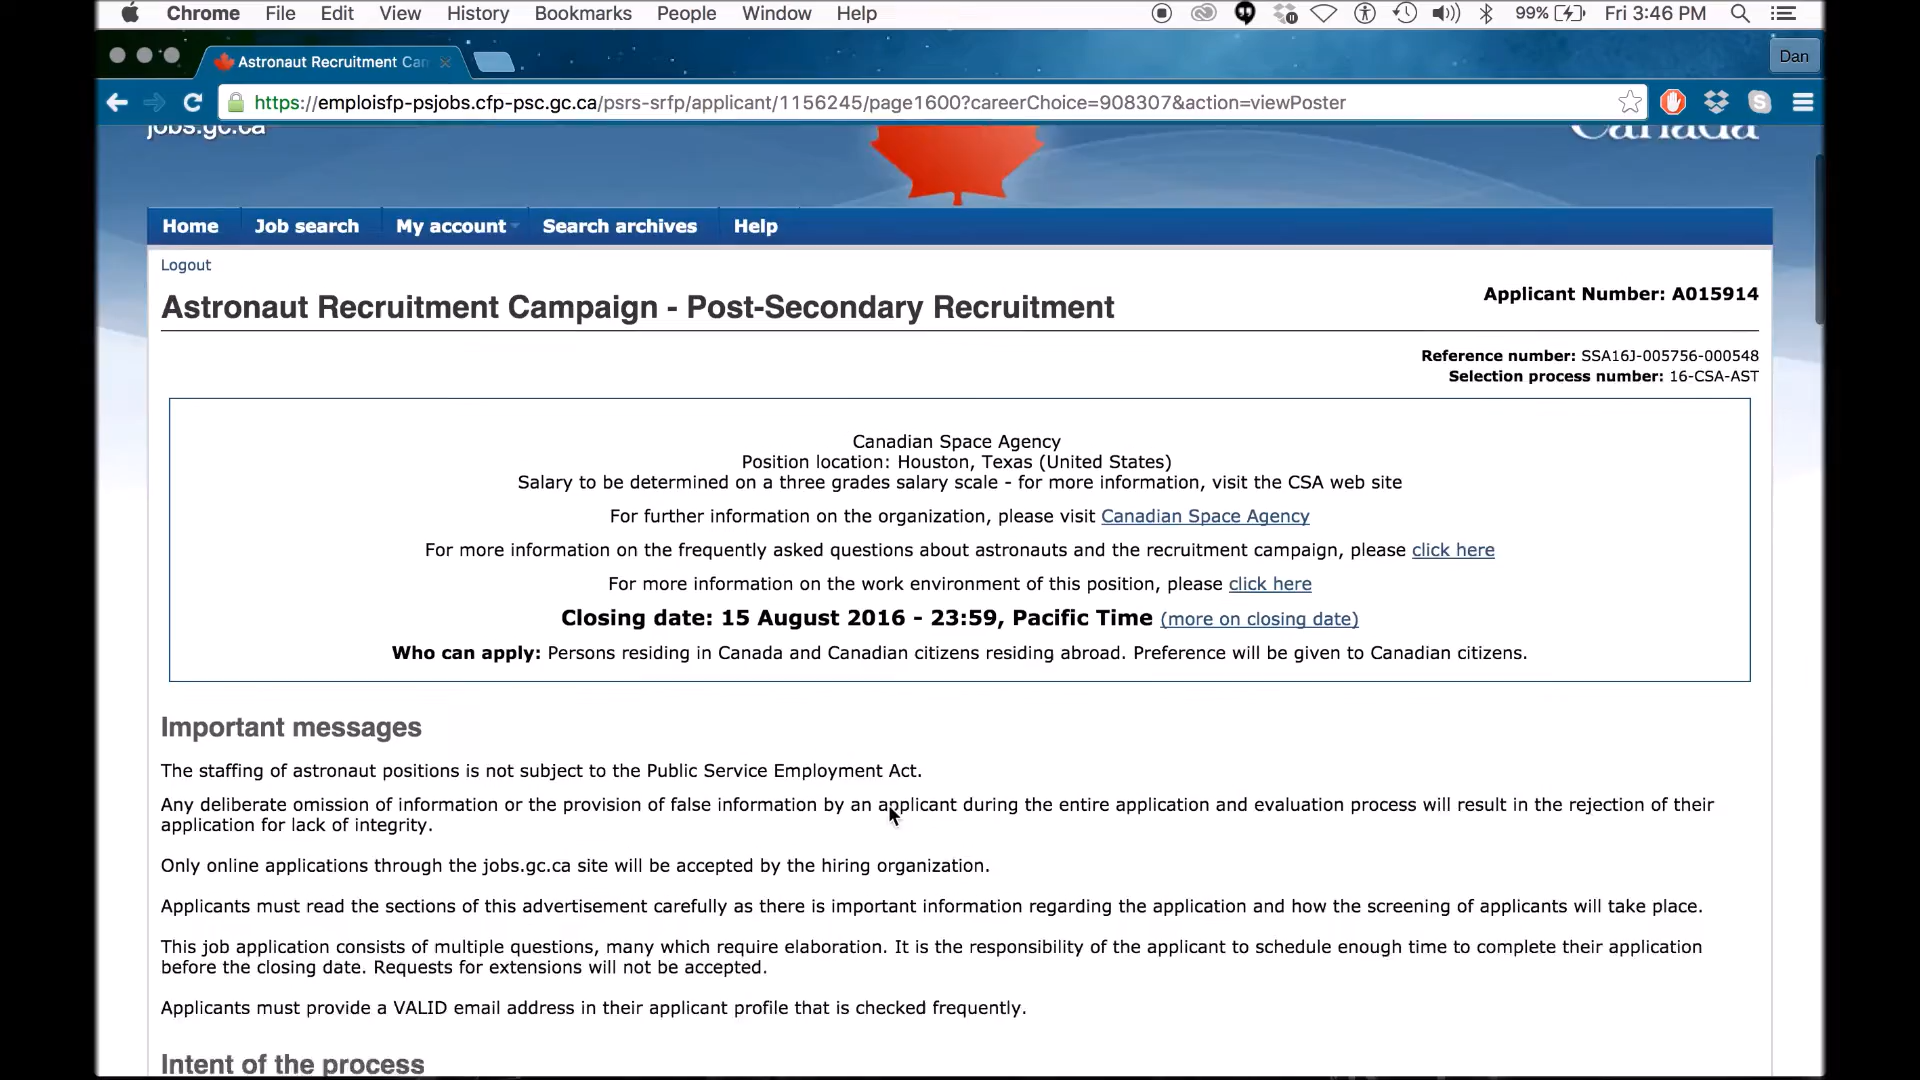 Chrome File Edit View History Bookmarks People Window Help 99% Fri 3:46 PM
Astronaut Recruitment Car Dan
https://emploisfp-psjobs.cfp-psc.gc.ca/psrs-srfp/applicant/1156245/page1600?careerChoice=908307&action=viewPoster
jobs.gc.ca Canada
Home Job search My account Search archives Help
Logout
Applicant Number: A015914
Astronaut Recruitment Campaign - Post-Secondary Recruitment
Reference number: SSA16J-005756-000548
Selection process number: 16-CSA-AST
Canadian Space Agency
Position location: Houston, Texas (United States)
Salary to be determined on a three grades salary scale - for more information, visit the CSA web site
For further information on the organization, please visit Canadian Space Agency
For more information on the frequently asked questions about astronauts and the recruitment campaign, please click here
For more information on the work environment of this position, please click here
Closing date: 15 August 2016 - 23:59, Pacific Time (more on closing date)
Who can apply: Persons residing in Canada and Canadian citizens residing abroad. Preference will be given to Canadian citizens.
Important messages
The staffing of astronaut positions is not subject to the Public Service Employment Act.
Any deliberate omission of information or the provision of false information by an applicant during the entire application and evaluation process will result in the rejection of their
application for lack of integrity.
Only online applications through the jobs.gc.ca site will be accepted by the hiring organization.
Applicants must read the sections of this advertisement carefully as there is important information regarding the application and how the screening of applicants will take place.
This job application consists of multiple questions, many which require elaboration. It is the responsibility of the applicant to schedule enough time to complete their application
before the closing date. Requests for extensions will not be accepted.
Applicants must provide a VALID email address in their applicant profile that is checked frequently.
Intent of the process